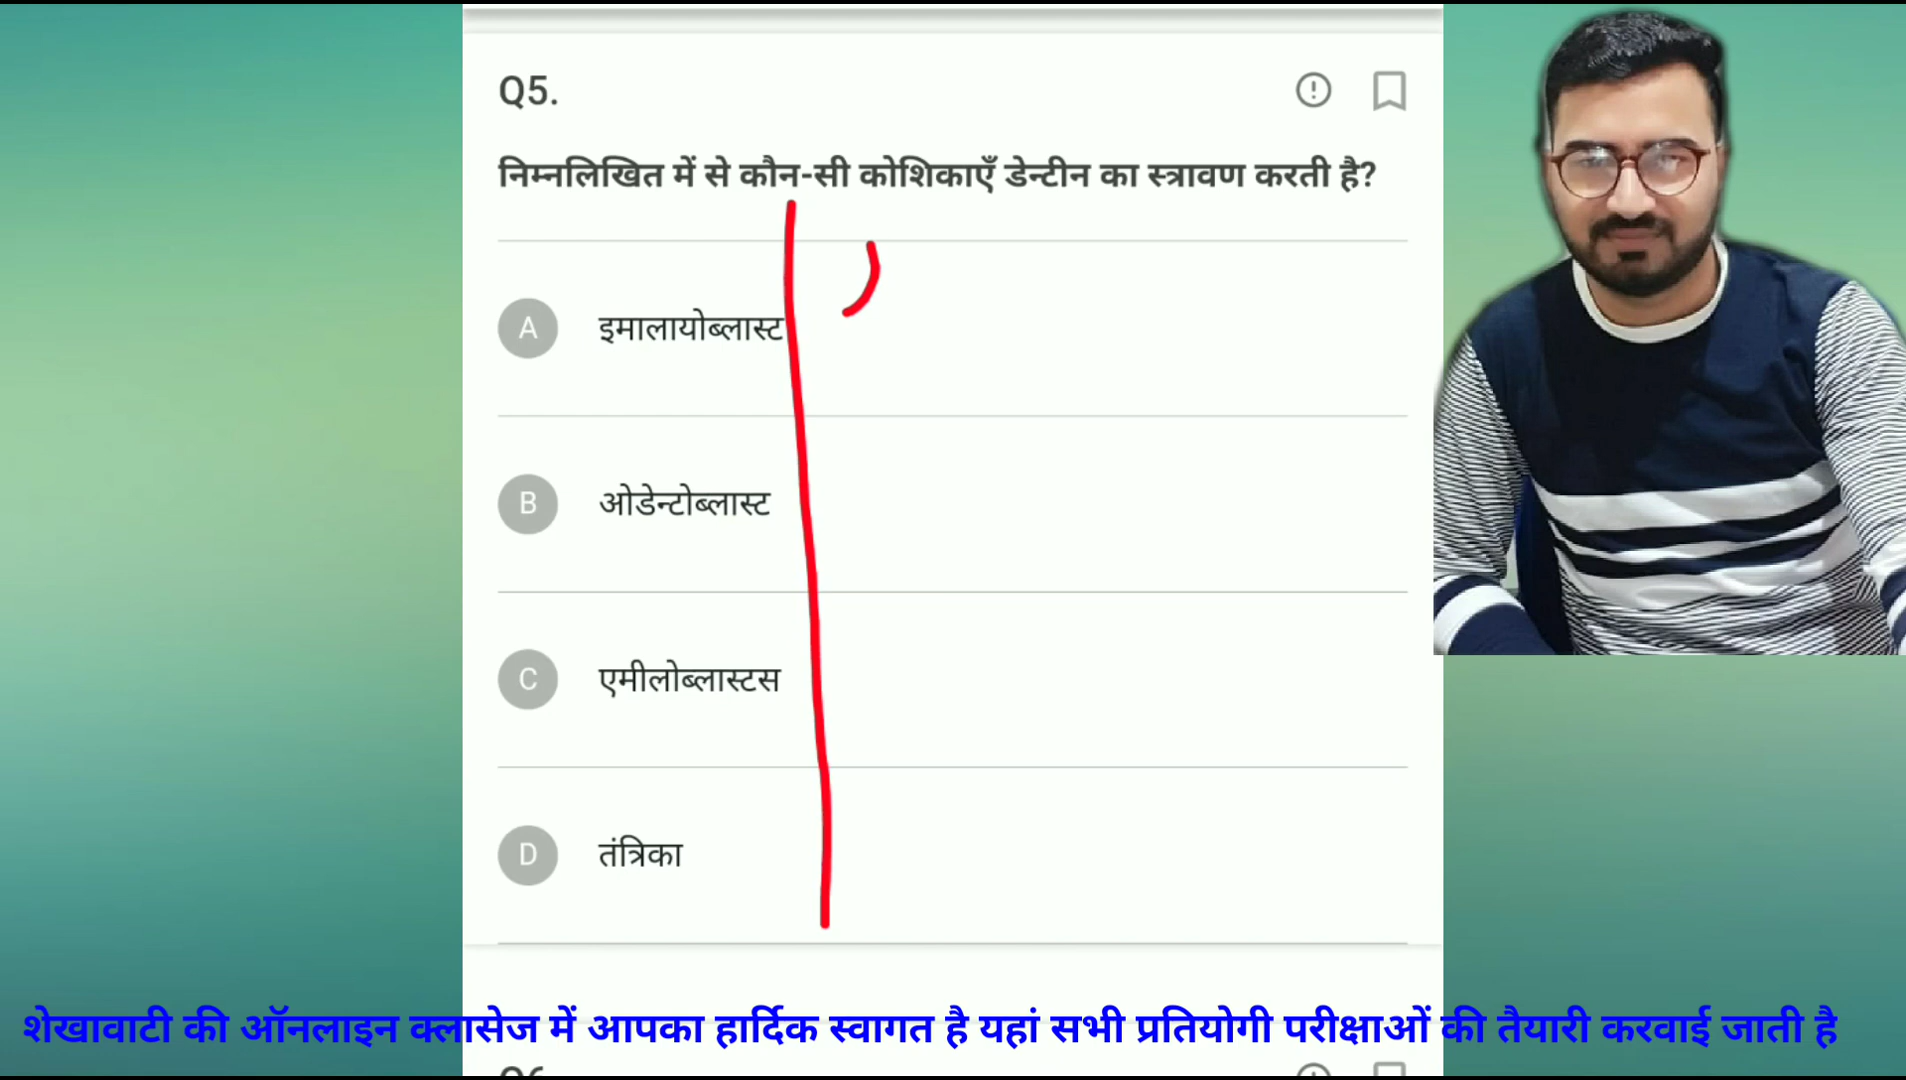 Q5.
निम्नलिखित में से कौन-सी कोशिकाएँ डेन्टीन का स्त्रावण करती है?
A इमालायोब्लास्ट
B ओडेन्टोब्लास्ट
C एमीलोब्लास्टस
D तंत्रिका
शेखावाटी की ऑनलाइन क्लासेज में आपका हार्दिक स्वागत है यहां सभी प्रतियोगी परीक्षाओं की तैयारी करवाई जाती है